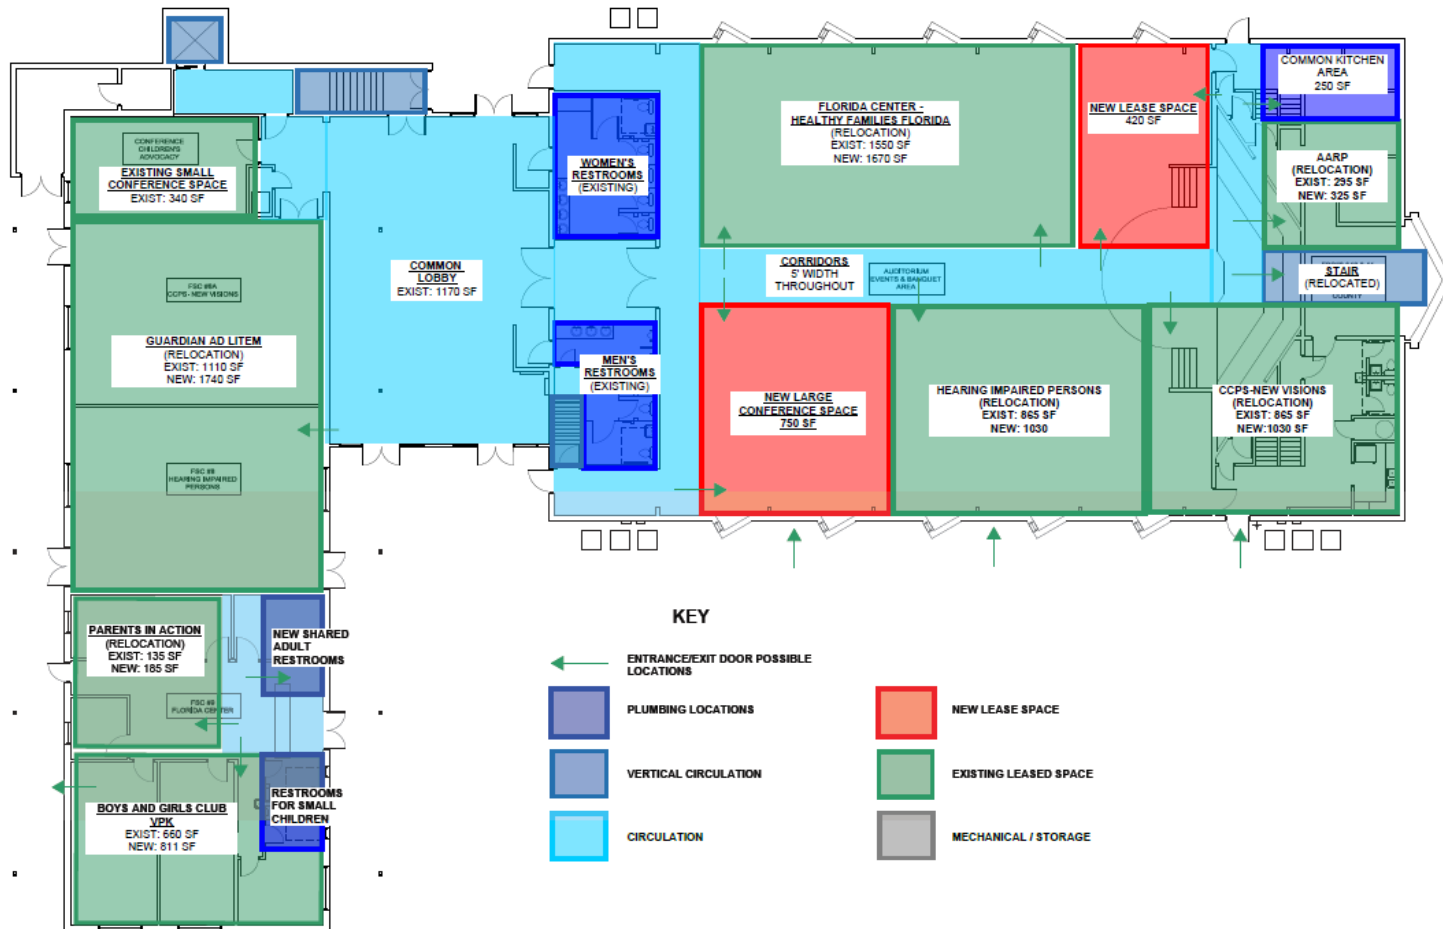 CONFERENCE
CHILDREN'S
ADVOCACY
EXISTING SMALL
CONFERENCE SPACE
EXIST: 340 SF
FSC #8A
CCPS - NEW VISIONS
GUARDIAN AD LITEM
(RELOCATION)
EXIST: 1110 SF
NEW: 1740 SF
FSC #8
HEARING IMPAIRED
PERSONS
PARENTS IN ACTION
(RELOCATION)
EXIST: 135 SF
NEW: 185 SF
FSC #9
FLORIDA CENTER
NEW SHARED
ADULT
RESTROOMS
BOYS AND GIRLS CLUB
VPK
EXIST: 660 SF
NEW: 811 SF
RESTROOMS
FOR SMALL
CHILDREN
COMMON
LOBBY
EXIST: 1170 SF
WOMEN'S
RESTROOMS
(EXISTING)
MEN'S
RESTROOMS
(EXISTING)
FLORIDA CENTER -
HEALTHY FAMILIES FLORIDA
(RELOCATION)
EXIST: 1550 SF
NEW: 1670 SF
NEW LEASE SPACE
420 SF
COMMON KITCHEN
AREA
250 SF
AARP
(RELOCATION)
EXIST: 295 SF
NEW: 325 SF
CORRIDORS
5' WIDTH
THROUGHOUT
AUDITORIUM
EVENTS & BANQUET
AREA
STAIR
(RELOCATED)
COUNTY
NEW LARGE
CONFERENCE SPACE
750 SF
HEARING IMPAIRED PERSONS
(RELOCATION)
EXIST: 865 SF
NEW: 1030
CCPS-NEW VISIONS
(RELOCATION)
EXIST: 865 SF
NEW:1030 SF
KEY
ENTRANCE/EXIT DOOR POSSIBLE
LOCATIONS
PLUMBING LOCATIONS
NEW LEASE SPACE
VERTICAL CIRCULATION
EXISTING LEASED SPACE
CIRCULATION
MECHANICAL / STORAGE